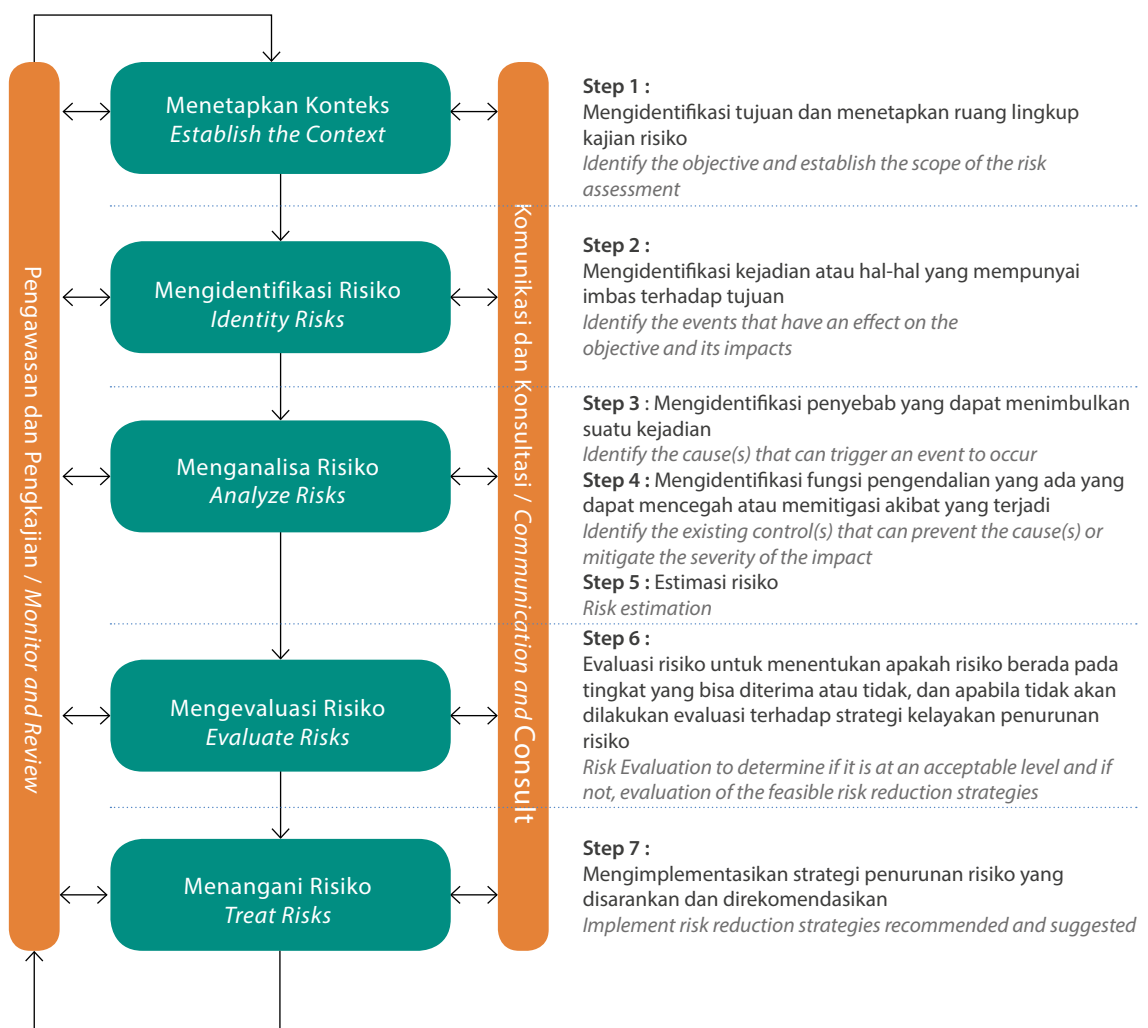 Pengawasan dan Pengkajian / Monitor and Review
Menetapkan Konteks
Establish the Context
Mengidentifikasi Risiko
Identity Risks
Menganalisa Risiko
Analyze Risks
Mengevaluasi Risiko
Evaluate Risks
Menangani Risiko
Treat Risks
Komunikasi dan Konsultasi / Communication and Consult
Step 1 :
Mengidentifikasi tujuan dan menetapkan ruang lingkup
kajian risiko
Identify the objective and establish the scope of the risk
assessment
Step 2 :
Mengidentifikasi kejadian atau hal-hal yang mempunyai
imbas terhadap tujuan
Identify the events that have an effect on the
objective and its impacts
Step 3 : Mengidentifikasi penyebab yang dapat menimbulkan
suatu kejadian
Identify the cause(s) that can trigger an event to occur
Step 4 : Mengidentifikasi fungsi pengendalian yang ada yang
dapat mencegah atau memitigasi akibat yang terjadi
Identify the existing control(s) that can prevent the cause(s) or
mitigate the severity of the impact
Step 5 : Estimasi risiko
Risk estimation
Step 6 :
Evaluasi risiko untuk menentukan apakah risiko berada pada
tingkat yang bisa diterima atau tidak, dan apabila tidak akan
dilakukan evaluasi terhadap strategi kelayakan penurunan
risiko
Risk Evaluation to determine if it is at an acceptable level and if
not, evaluation of the feasible risk reduction strategies
Step 7 :
Mengimplementasikan strategi penurunan risiko yang
disarankan dan direkomendasikan
Implement risk reduction strategies recommended and suggested